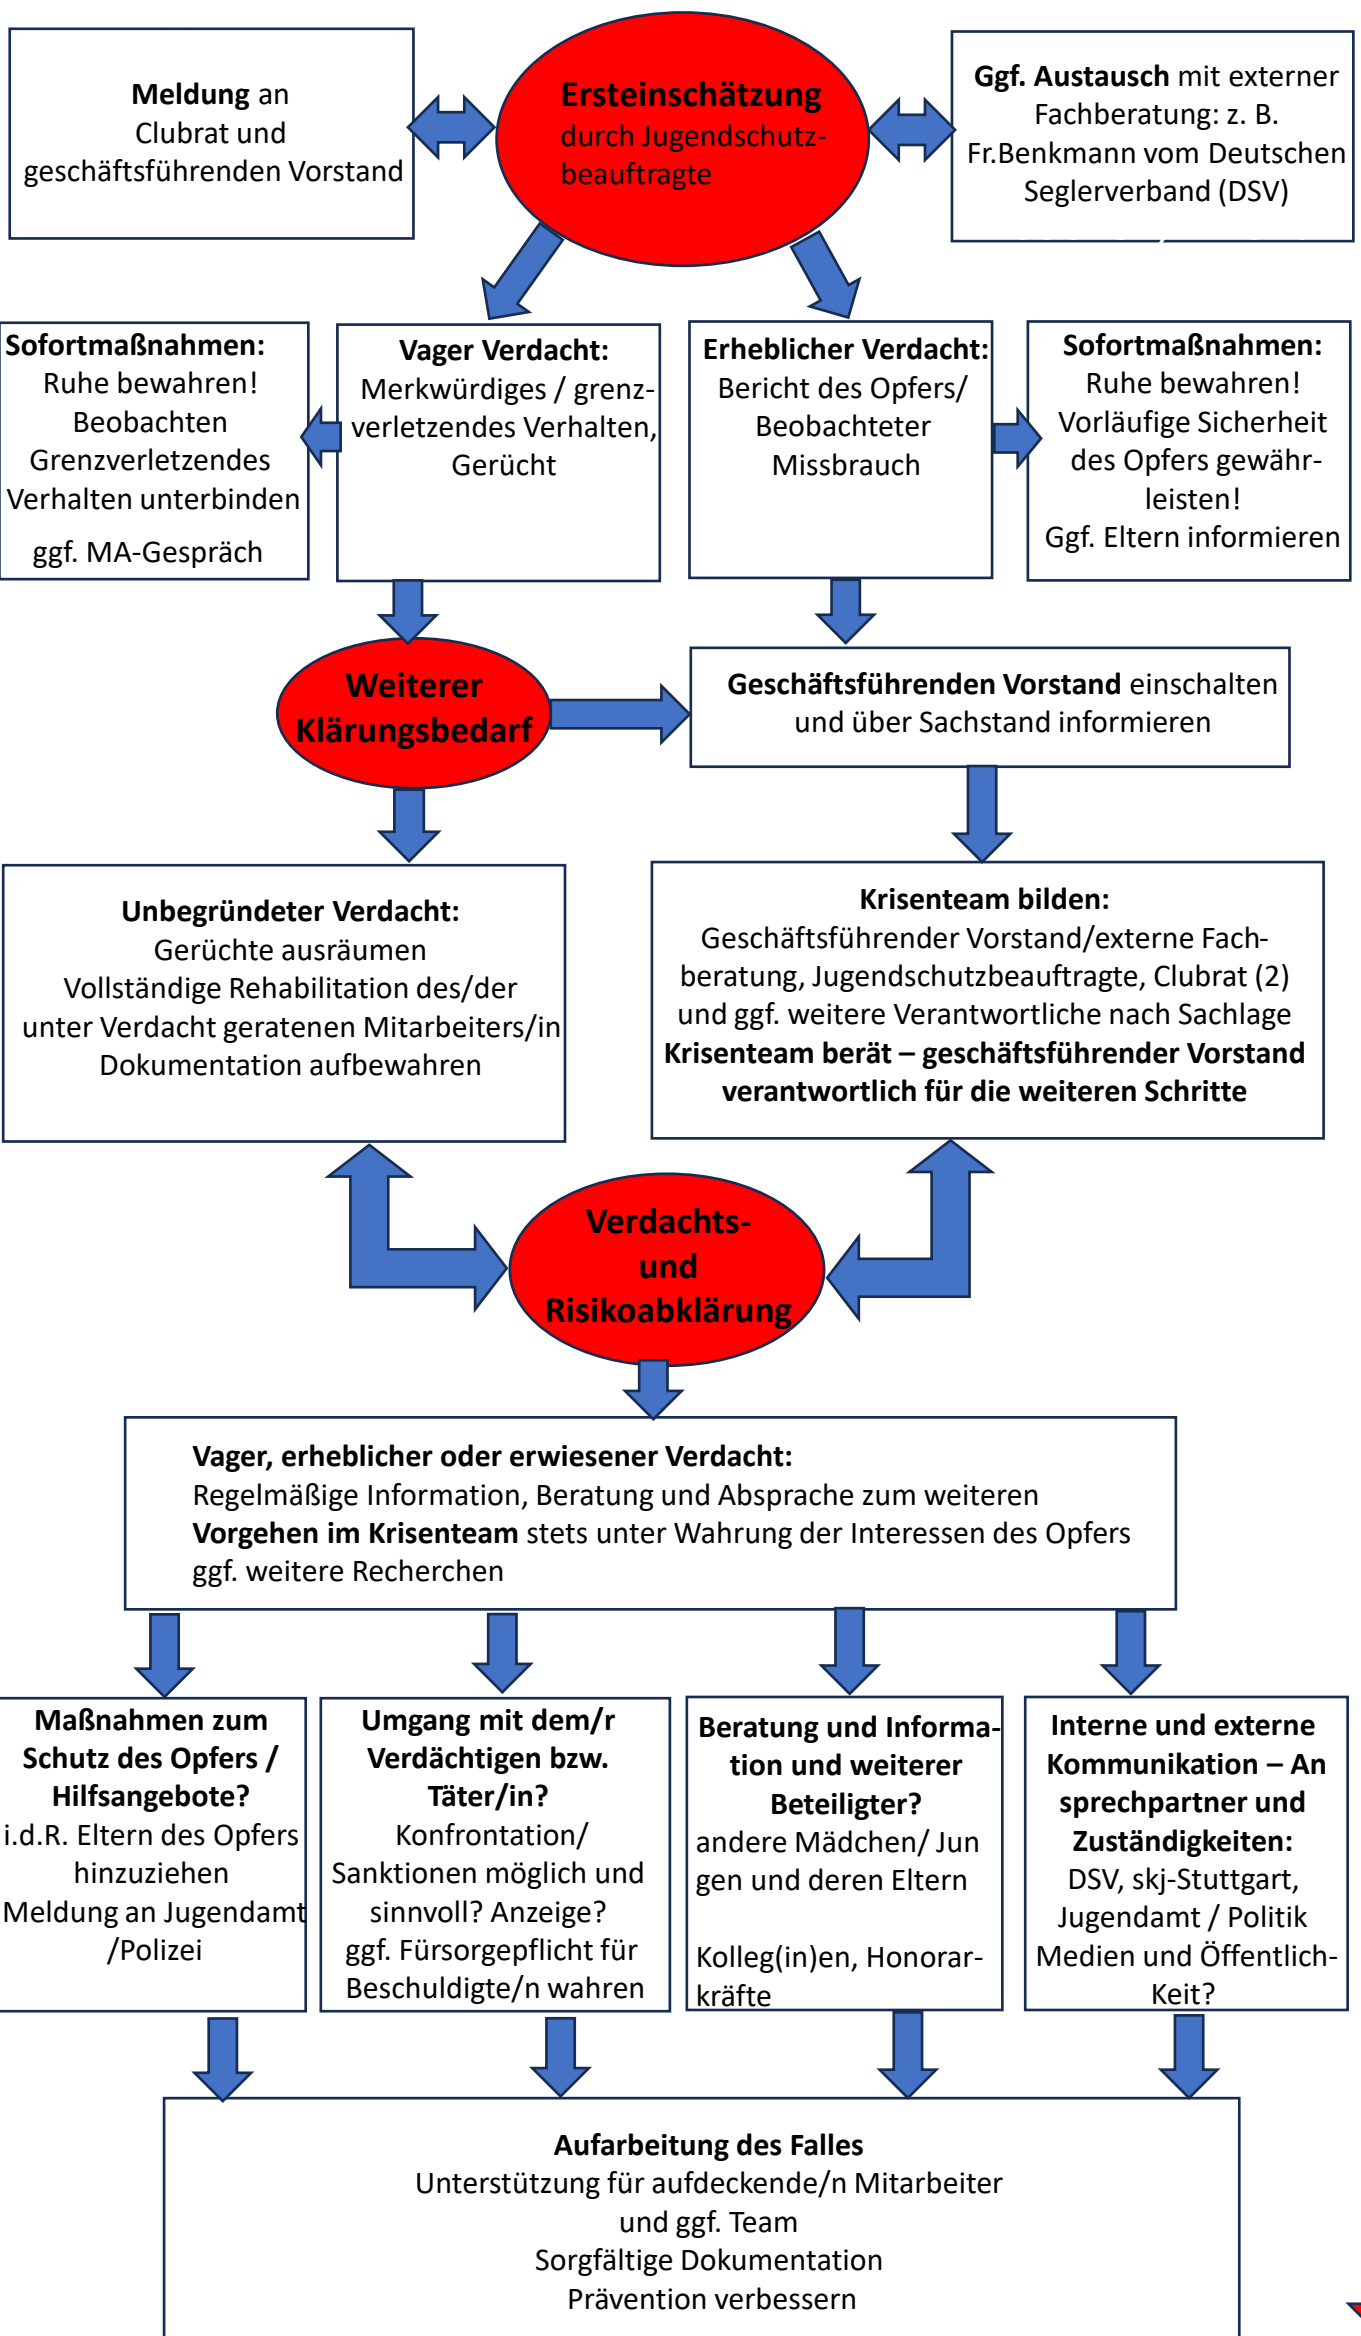 Meldung an
Clubrat und
geschäftsführenden Vorstand
Ersteinschätzung
durch Jugendschutz-
beauftragte
Ggf. Austausch mit externer
Fachberatung: z. B.
Fr.Benkmann vom Deutschen
Seglerverband (DSV)
Sofortmaßnahmen:
Ruhe bewahren!
Beobachten
Grenzverletzendes
Verhalten unterbinden
ggf. MA-Gespräch
Vager Verdacht:
Merkwürdiges / grenz-
verletzendes Verhalten,
Gerücht
Erheblicher Verdacht:
Bericht des Opfers/
Beobachteter
Missbrauch
Sofortmaßnahmen:
Ruhe bewahren!
Vorläufige Sicherheit
des Opfers gewähr-
leisten!
Ggf. Eltern informieren
Weiterer
Klärungsbedarf
Geschäftsführenden Vorstand einschalten
und über Sachstand informieren
Unbegründeter Verdacht:
Gerüchte ausräumen
Vollständige Rehabilitation des/der
unter Verdacht geratenen Mitarbeiters/in
Dokumentation aufbewahren
Krisenteam bilden:
Geschäftsführender Vorstand/externe Fach-
beratung, Jugendschutzbeauftragte, Clubrat (2)
und ggf. weitere Verantwortliche nach Sachlage
Krisenteam berät – geschäftsführender Vorstand
verantwortlich für die weiteren Schritte
Verdachts-
und
Risikoabklärung
Vager, erheblicher oder erwiesener Verdacht:
Regelmäßige Information, Beratung und Absprache zum weiteren
Vorgehen im Krisenteam stets unter Wahrung der Interessen des Opfers
ggf. weitere Recherchen
Maßnahmen zum
Schutz des Opfers /
Hilfsangebote?
i.d.R. Eltern des Opfers
hinzuziehen
Meldung an Jugendamt
/Polizei
Umgang mit dem/r
Verdächtigen bzw.
Täter/in?
Konfrontation/
Sanktionen möglich und
sinnvoll? Anzeige?
ggf. Fürsorgepflicht für
Beschuldigte/n wahren
Beratung und Informa-
tion und weiterer
Beteiligter?
andere Mädchen/ Jun
gen und deren Eltern
Kolleg(in)en, Honorar-
kräfte
Interne und externe
Kommunikation – An
sprechpartner und
Zuständigkeiten:
DSV, skj-Stuttgart,
Jugendamt / Politik
Medien und Öffentlich-
Keit?
Aufarbeitung des Falles
Unterstützung für aufdeckende/n Mitarbeiter
und ggf. Team
Sorgfältige Dokumentation
Prävention verbessern